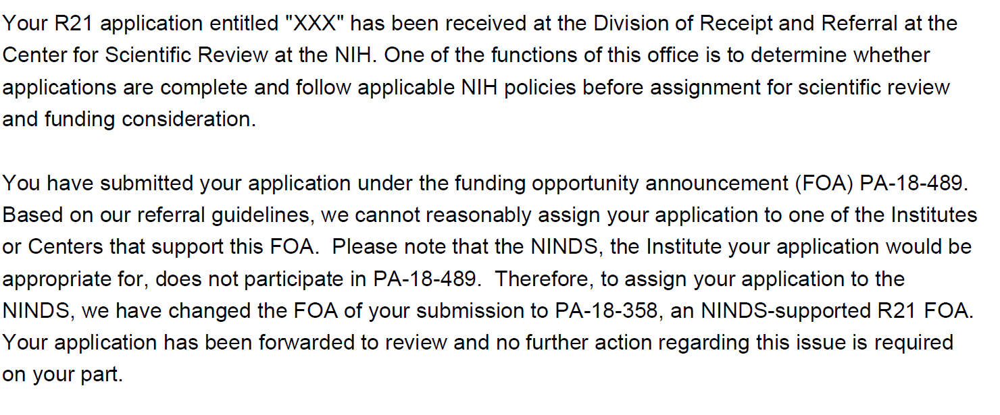 Your R21 application entitled "XXX" has been received at the Division of Receipt and Referral at the
Center for Scientific Review at the NIH. One of the functions of this office is to determine whether
applications are complete and follow applicable NIH policies before assignment for scientific review
and funding consideration.
You have submitted your application under the funding opportunity announcement (FOA) PA-18-489.
Based on our referral guidelines, we cannot reasonably assign your application to one of the Institutes
or Centers that support this FOA.  Please note that the NINDS, the Institute your application would be
appropriate for, does not participate in PA-18-489.  Therefore, to assign your application to the
NINDS, we have changed the FOA of your submission to PA-18-358, an NINDS-supported R21 FOA.
Your application has been forwarded to review and no further action regarding this issue is required
on your part.